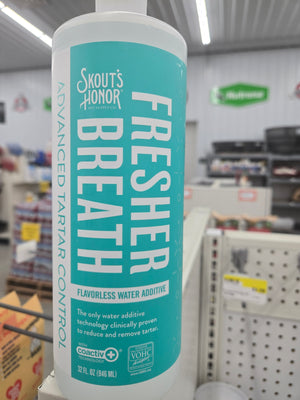 SKOUT'S
HONOR
FRESHER
BREATH
ADVANCED TARTAR CONTROL
FLAVORLESS WATER ADDITIVE
The only water additive
technology clinically proven
to reduce and remove tartar.
coactiv+
VOHC
32 FL. OZ (946 ML)
Nutrena